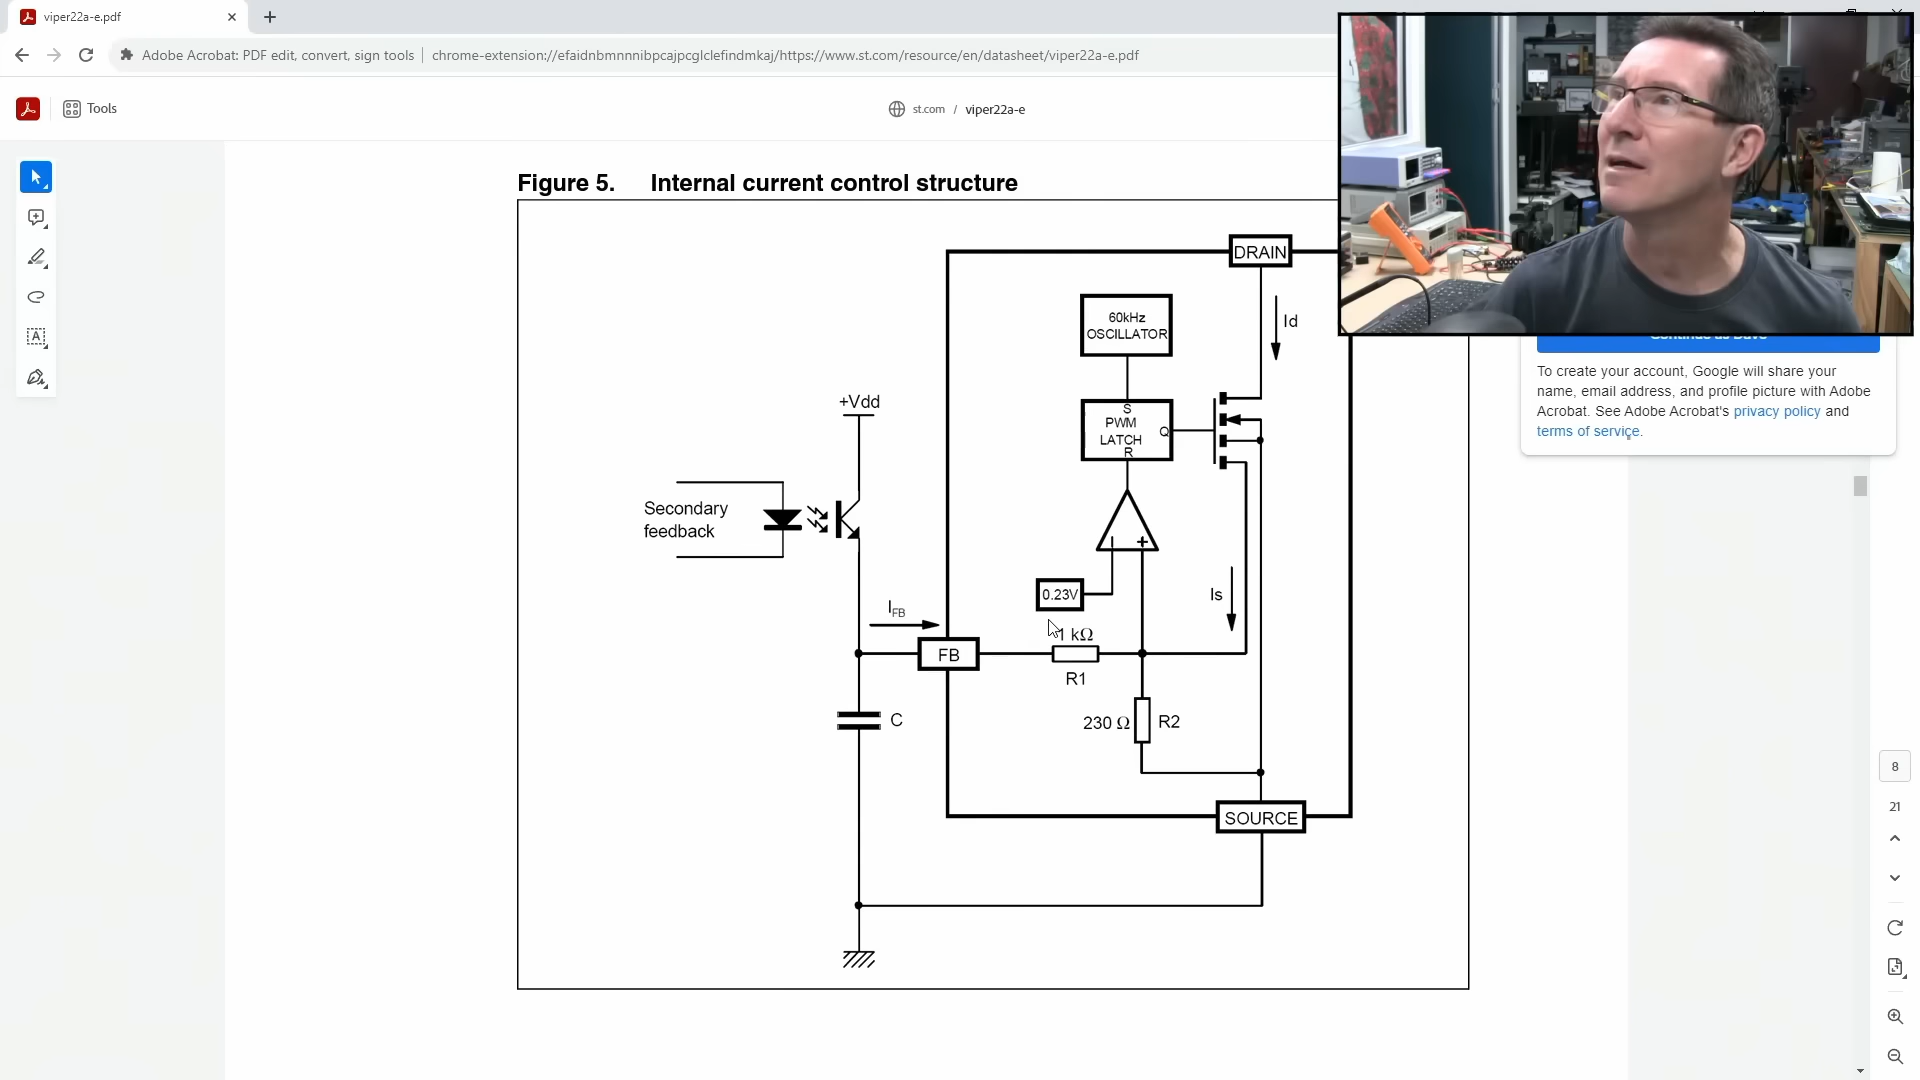 viper22a-e.pdf
Adobe Acrobat: PDF edit, convert, sign tools
chrome-extension://efaidnbmnnnibpcajpcglclefindmkaj/https://www.st.com/resource/en/datasheet/viper22a-e.pdf
Tools
st.com / viper22a-e
Figure 5. Internal current control structure
DRAIN
60kHz
OSCILLATOR
Id
+Vdd
S
PWM
LATCH
Q
R
Secondary
feedback
+
0.23V
Is
IFB
1 kΩ
FB
R1
230 Ω
R2
C
SOURCE
Continue as Dave
To create your account, Google will share your
name, email address, and profile picture with Adobe
Acrobat. See Adobe Acrobat's privacy policy and
terms of service.
8
21